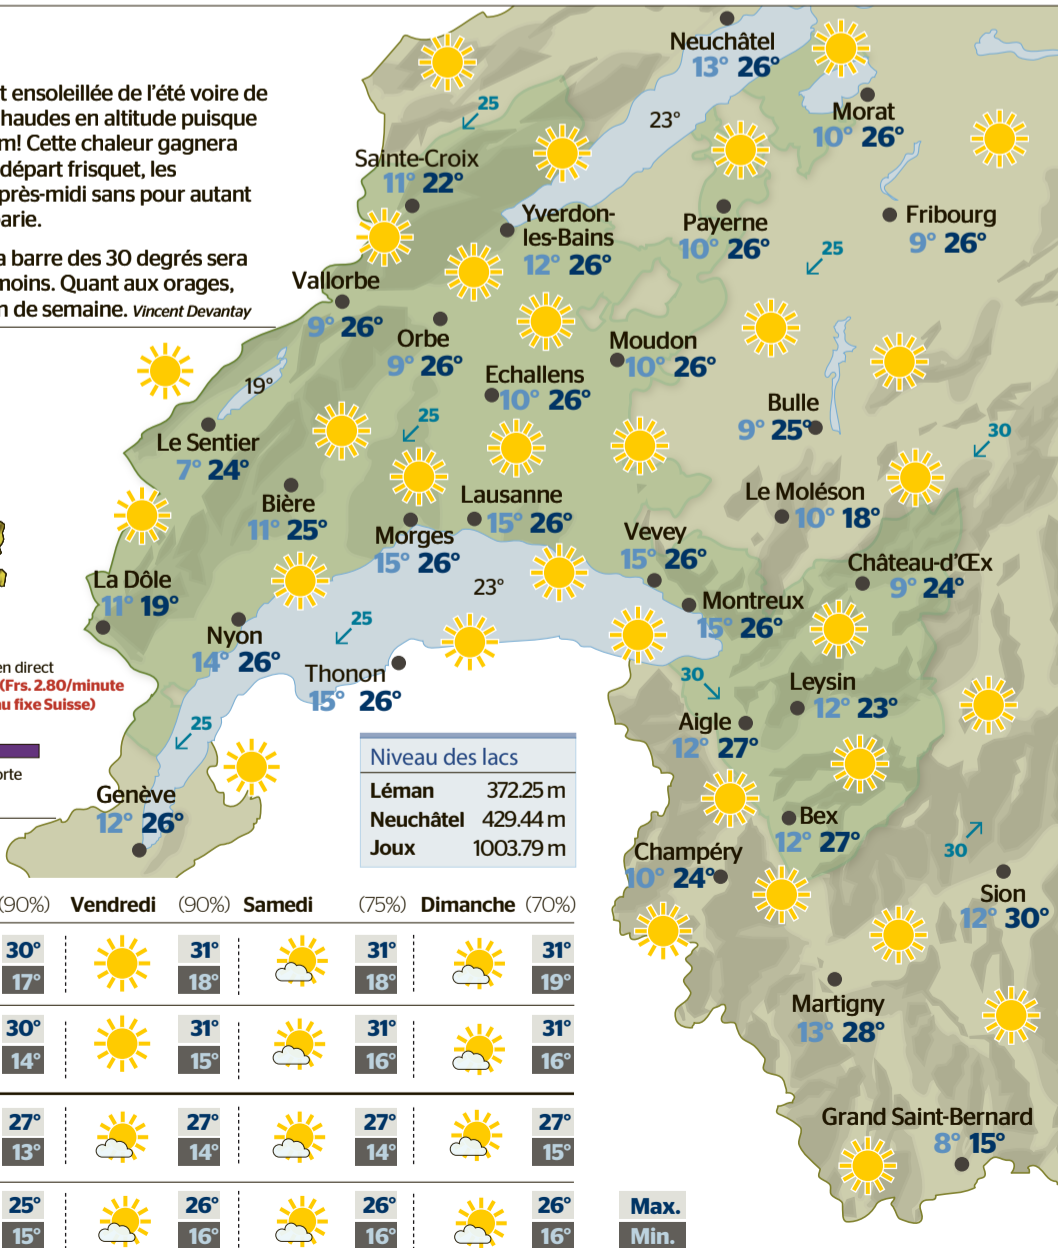 t ensoleillée de l'été voire de
haudes en altitude puisque
m! Cette chaleur gagnera
départ frisquet, les
près-midi sans pour autant
arie.
a barre des 30 degrés sera
moins. Quant aux orages,
n de semaine. Vincent Devantay
Neuchâtel
13° 26°
25
23°
Morat
10° 26°
Sainte-Croix
11° 22°
Yverdon-
les-Bains
12° 26°
Payerne
10° 26°
Fribourg
9° 26°
25
Vallorbe
9° 26°
Orbe
9° 26°
Moudon
10° 26°
19°
Echallens
10° 26°
Bulle
9° 25°
25
30
Le Sentier
7° 24°
Bière
11° 25°
Lausanne
15° 26°
Le Moléson
10° 18°
Morges
15° 26°
Vevey
15° 26°
Château-d'Œx
9° 24°
La Dôle
11° 19°
23°
Montreux
15° 26°
Nyon
14° 26°
25
Thonon
15° 26°
en direct
(Frs. 2.80/minute
au fixe Suisse)
30
Leysin
12° 23°
Aigle
12° 27°
25
orte
Genève
12° 26°
Niveau des lacs
Léman 372.25 m
Neuchâtel 429.44 m
Joux 1003.79 m
Bex
12° 27°
30
Champéry
10° 24°
Sion
12° 30°
Martigny
13° 28°
Grand Saint-Bernard
8° 15°
(90%) Vendredi (90%) Samedi (75%) Dimanche (70%)
30° 31° 31° 31°
17° 18° 18° 19°
30° 31° 31° 31°
14° 15° 16° 16°
27° 27° 27° 27°
13° 14° 14° 15°
25° 26° 26° 26°
15° 16° 16° 16°
Max.
Min.